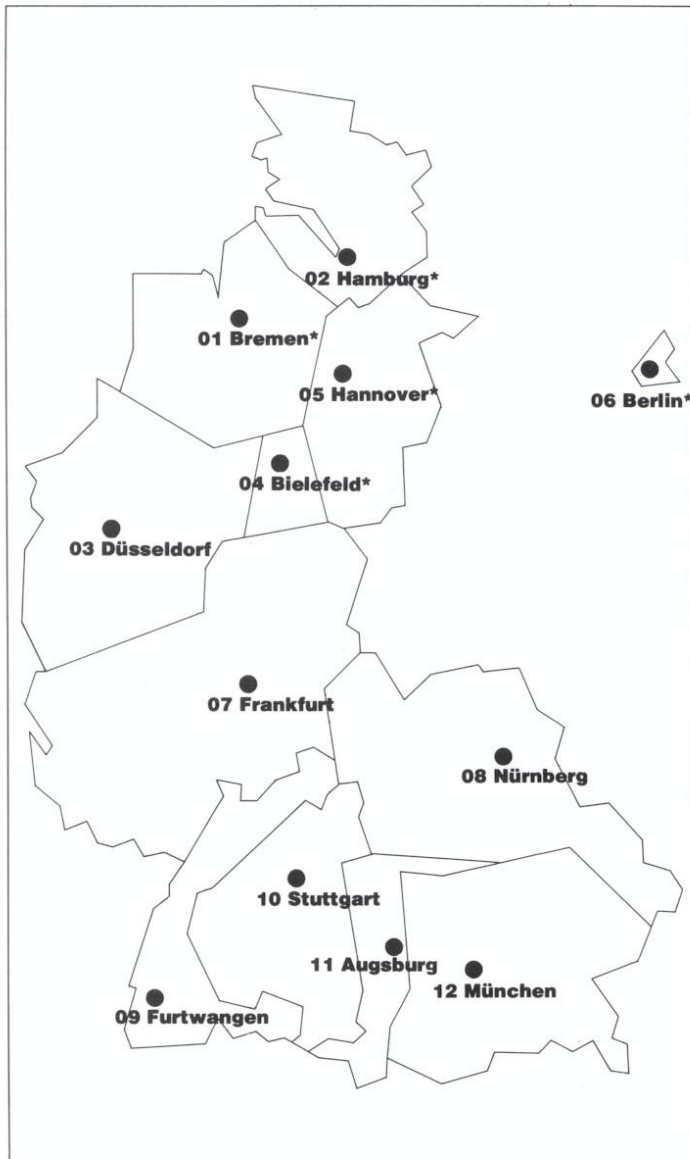 02 Hamburg*
01 Bremen*
05 Hannover*
06 Berlin*
04 Bielefeld*
03 Düsseldorf
07 Frankfurt
08 Nürnberg
10 Stuttgart
11 Augsburg
12 München
09 Furtwangen